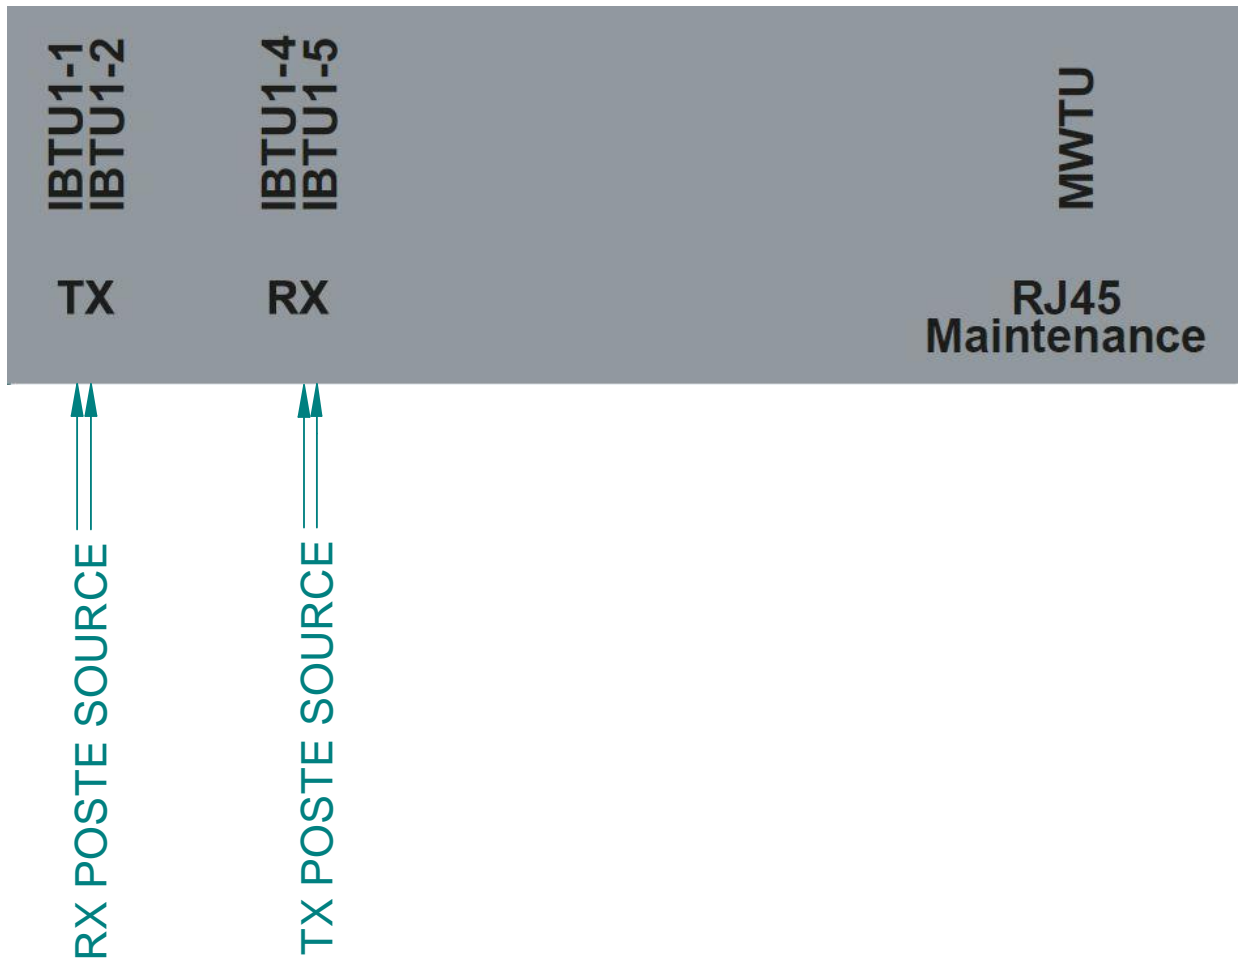 IBTU1-1
IBTU1-2
IBTU1-4
IBTU1-5
MWTU
TX
RX
RJ45
Maintenance
RX POSTE SOURCE
TX POSTE SOURCE